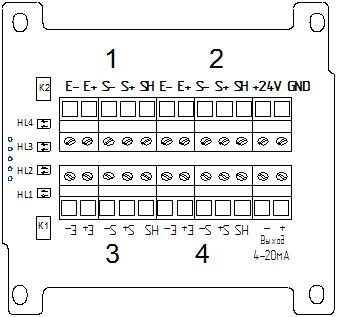 1 2
K2 E- E+ S- S+ SH E- E+ S- S+ SH +24V GND
HL4
HL3
HL2
HL1
K1 E- E+ S- S+ SH E- E+ S- S+ SH - +
Выход
3 4 4-20мА